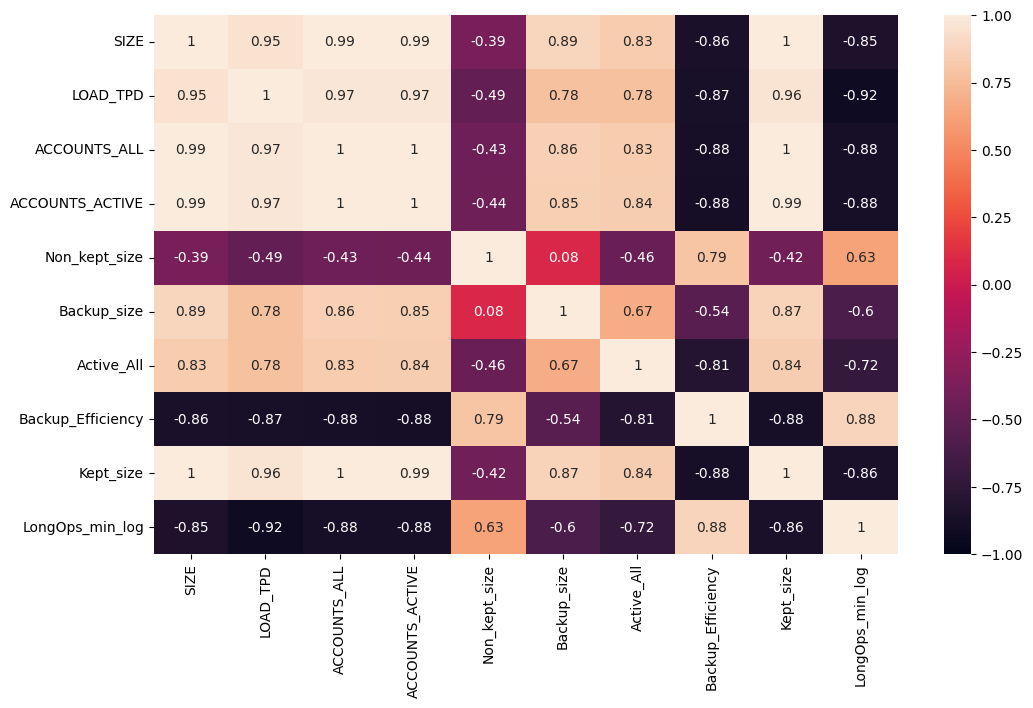 SIZE 1 0.95 0.99 0.99 -0.39 0.89 0.83 -0.86 1 -0.85
LOAD_TPD 0.95 1 0.97 0.97 -0.49 0.78 0.78 -0.87 0.96 -0.92
ACCOUNTS_ALL 0.99 0.97 1 1 -0.43 0.86 0.83 -0.88 1 -0.88
ACCOUNTS_ACTIVE 0.99 0.97 1 1 -0.44 0.85 0.84 -0.88 0.99 -0.88
Non_kept_size -0.39 -0.49 -0.43 -0.44 1 0.08 -0.46 0.79 -0.42 0.63
Backup_size 0.89 0.78 0.86 0.85 0.08 1 0.67 -0.54 0.87 -0.6
Active_All 0.83 0.78 0.83 0.84 -0.46 0.67 1 -0.81 0.84 -0.72
Backup_Efficiency -0.86 -0.87 -0.88 -0.88 0.79 -0.54 -0.81 1 -0.88 0.88
Kept_size 1 0.96 1 0.99 -0.42 0.87 0.84 -0.88 1 -0.86
LongOps_min_log -0.85 -0.92 -0.88 -0.88 0.63 -0.6 -0.72 0.88 -0.86 1
SIZE
LOAD_TPD
ACCOUNTS_ALL
ACCOUNTS_ACTIVE
Non_kept_size
Backup_size
Active_All
Backup_Efficiency
Kept_size
LongOps_min_log
1.00
0.75
0.50
0.25
0.00
−0.25
−0.50
−0.75
−1.00